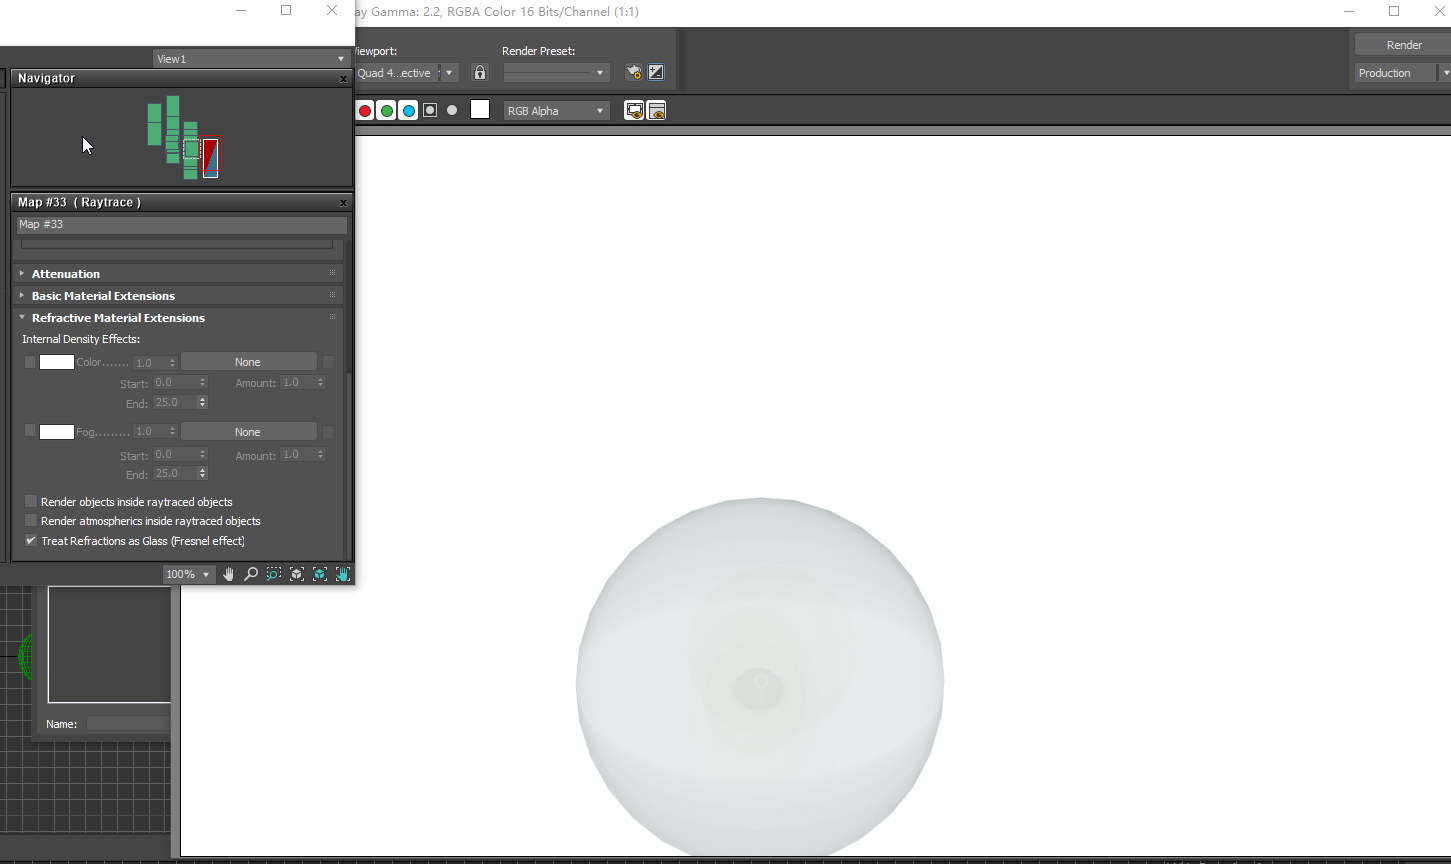 ay Gamma: 2.2, RGBA Color 16 Bits/Channel (1:1)
iewport:
Render Preset:
Render
View1
Quad 4...ective
Production
Navigator
RGB Alpha
Map #33 ( Raytrace )
Map #33
Attenuation
Basic Material Extensions
Refractive Material Extensions
Internal Density Effects:
Color....... 1.0 None
Start: 0.0 Amount: 1.0
End: 25.0
Fog......... 1.0 None
Start: 0.0 Amount: 1.0
End: 25.0
Render objects inside raytraced objects
Render atmospherics inside raytraced objects
Treat Refractions as Glass (Fresnel effect)
100%
Name: